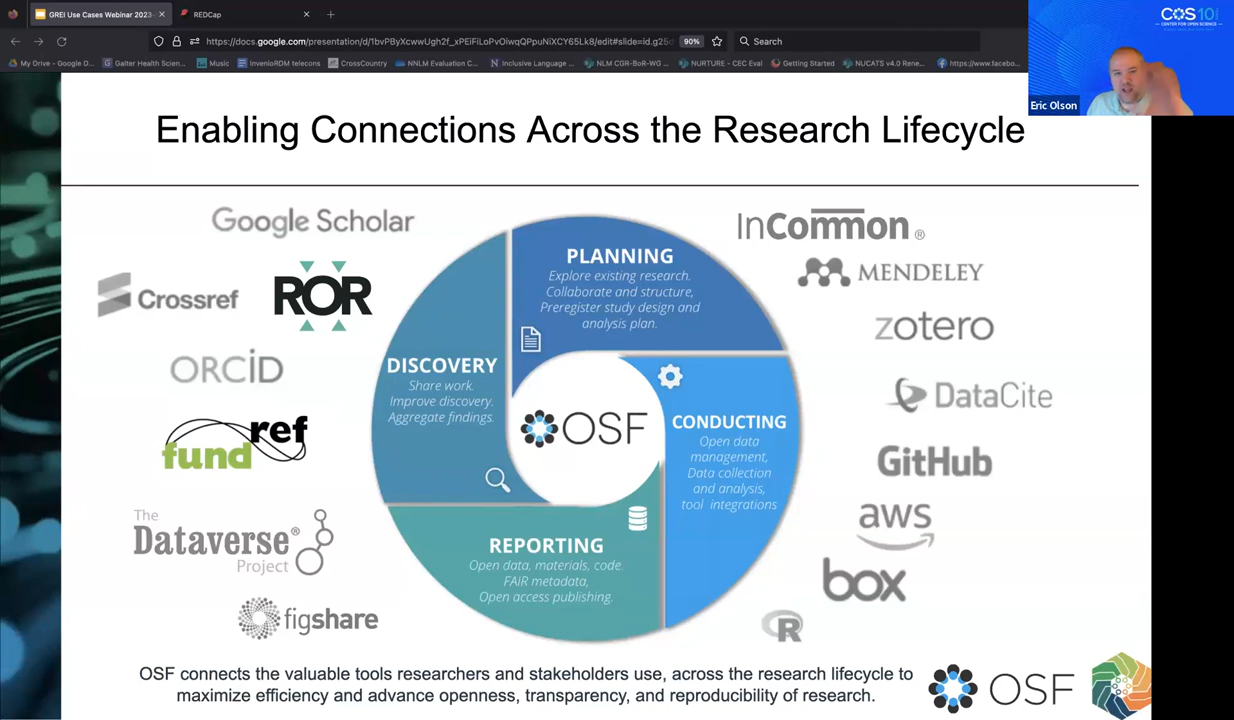 GREI Use Cases Webinar 2023-
REDCap
https://docs.google.com/presentation/d/1bvPByXcwwUgh2f_xPEiFiLoPvOiwqQPpuNiXCY65Lk8/edit#slide=id.g25d
90%
Search
My Drive - Google D...
Galter Health Scien...
Music
InvenioRDM telecons
CrossCountry
NNLM Evaluation C...
Inclusive Language ...
NLM CGR-BoR-WG ...
NURTURE - CEC Eval
Getting Started
NUCATS v4.0 Rene...
https://www.facebo...
COS 10
CENTER FOR OPEN SCIENCE
Eric Olson
Enabling Connections Across the Research Lifecycle
Google Scholar
Crossref
ROR
ORCID
fundref
The
Dataverse®
Project
figshare
PLANNING
Explore existing research.
Collaborate and structure,
Preregister study design and
analysis plan.
DISCOVERY
Share work.
Improve discovery.
Aggregate findings.
OSF
CONDUCTING
Open data
management,
Data collection
and analysis,
tool integrations
REPORTING
Open data, materials, code.
FAIR metadata,
Open access publishing.
InCommon®
MENDELEY
zotero
DataCite
GitHub
aws
box
R
OSF connects the valuable tools researchers and stakeholders use, across the research lifecycle to
maximize efficiency and advance openness, transparency, and reproducibility of research.
OSF